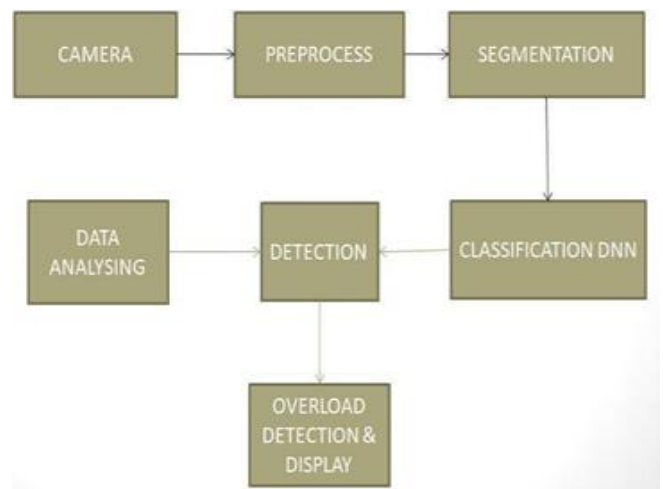 CAMERA
PREPROCESS
SEGMENTATION
DATA
ANALYSING
DETECTION
CLASSIFICATION DNN
OVERLOAD
DETECTION &
DISPLAY